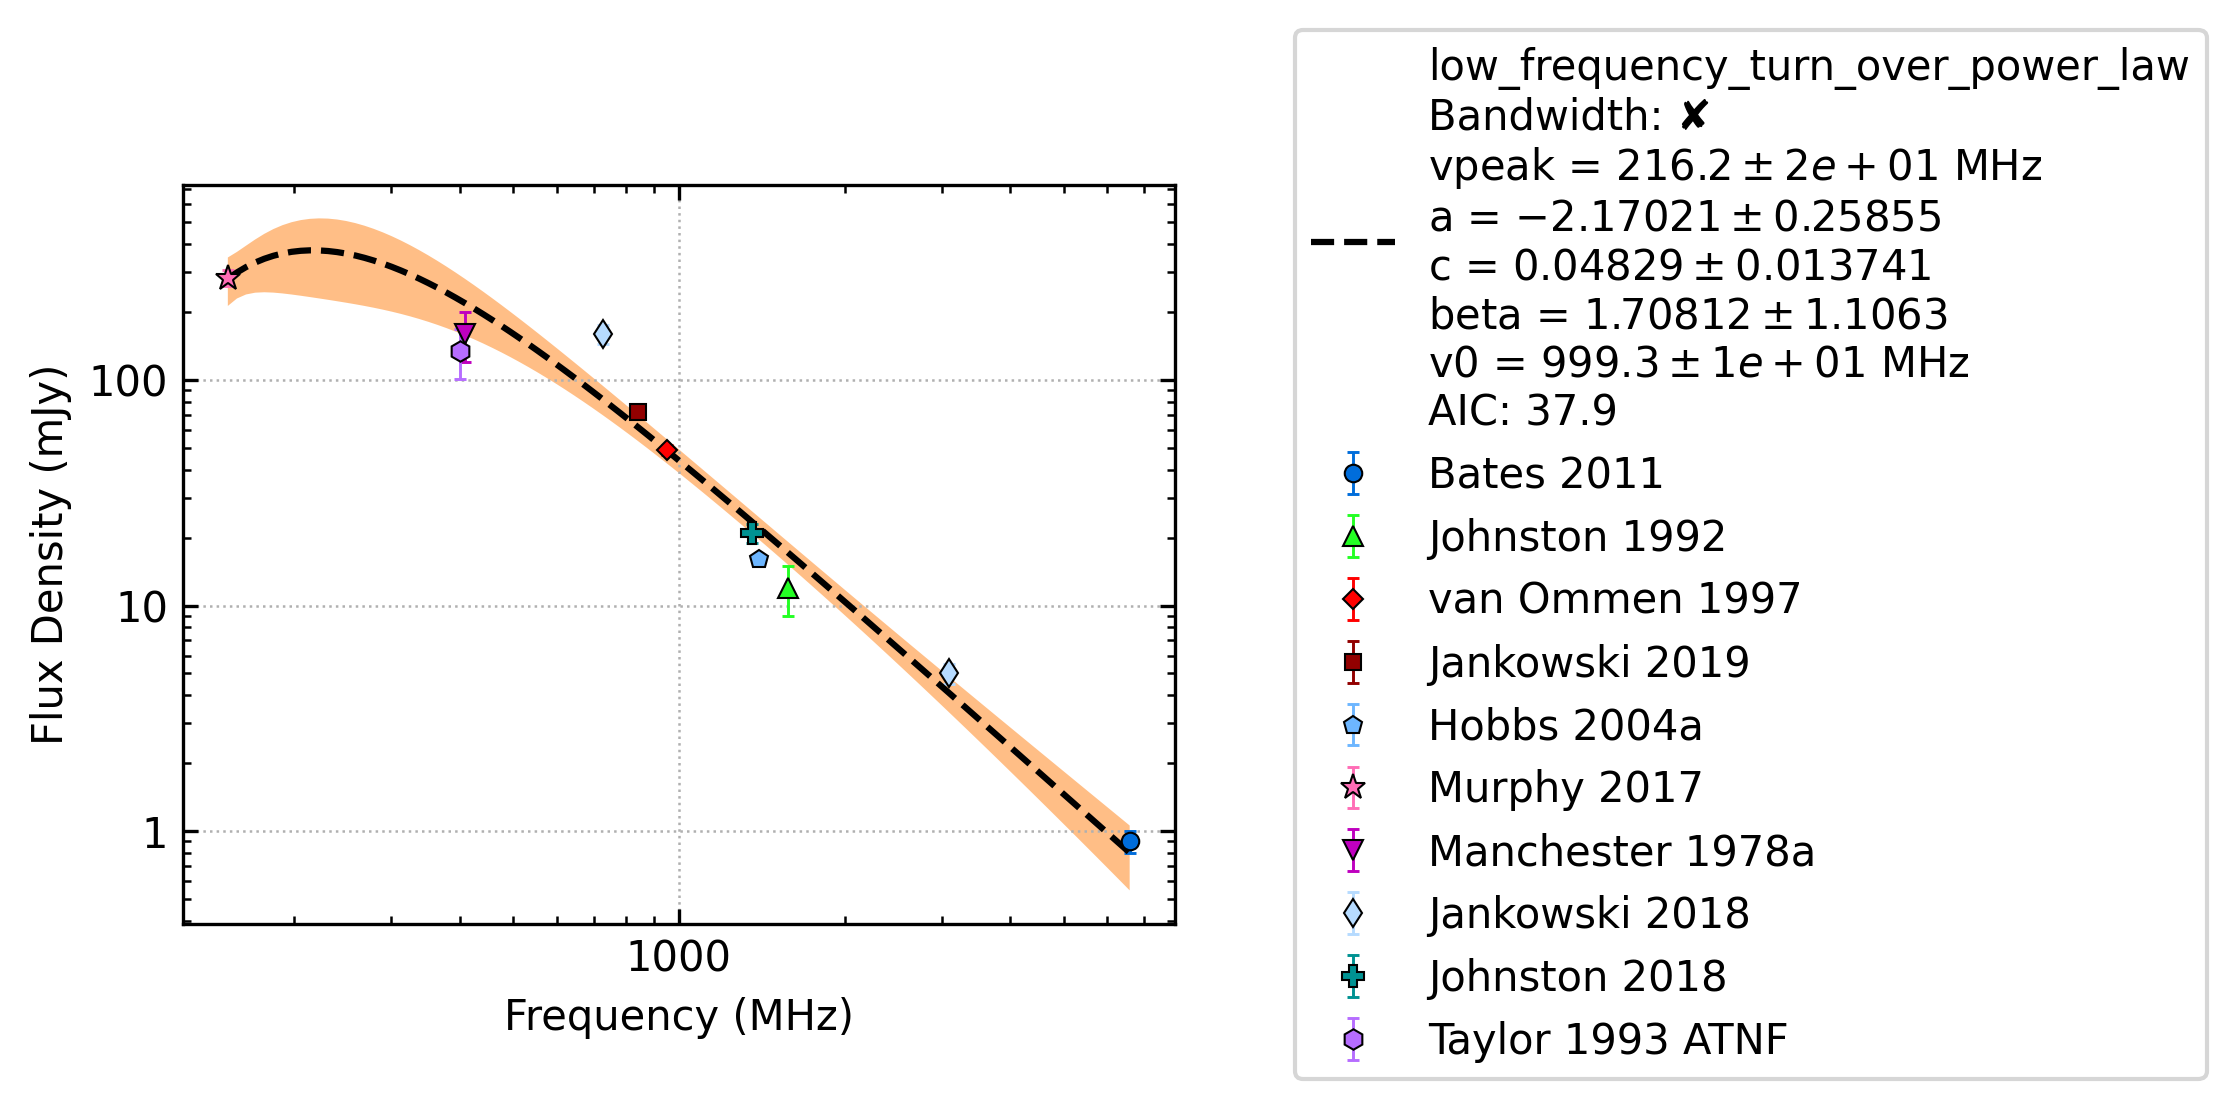 100
10
1
Flux Density (mJy)
1000
Frequency (MHz)
low_frequency_turn_over_power_law
Bandwidth: ✘
vpeak = 216.2 ± 2e + 01 MHz
a = −2.17021 ± 0.25855
c = 0.04829 ± 0.013741
beta = 1.70812 ± 1.1063
v0 = 999.3 ± 1e + 01 MHz
AIC: 37.9
Bates 2011
Johnston 1992
van Ommen 1997
Jankowski 2019
Hobbs 2004a
Murphy 2017
Manchester 1978a
Jankowski 2018
Johnston 2018
Taylor 1993 ATNF